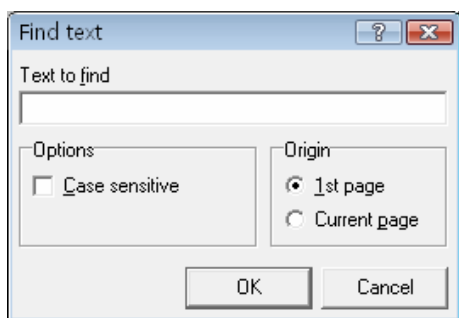 Find text
Text to find
Options
Case sensitive
Origin
1st page
Current page
OK
Cancel